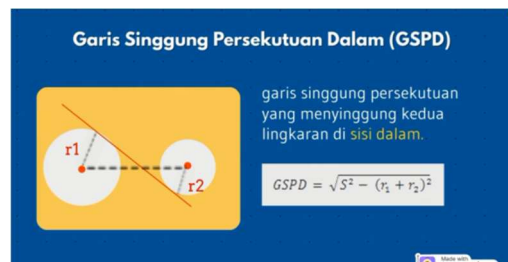 Garis Singgung Persekutuan Dalam (GSPD)
r1
r2
garis singgung persekutuan
yang menyinggung kedua
lingkaran di sisi dalam.
GSPD = √(S² − (r₁ + r₂)²)
Made with